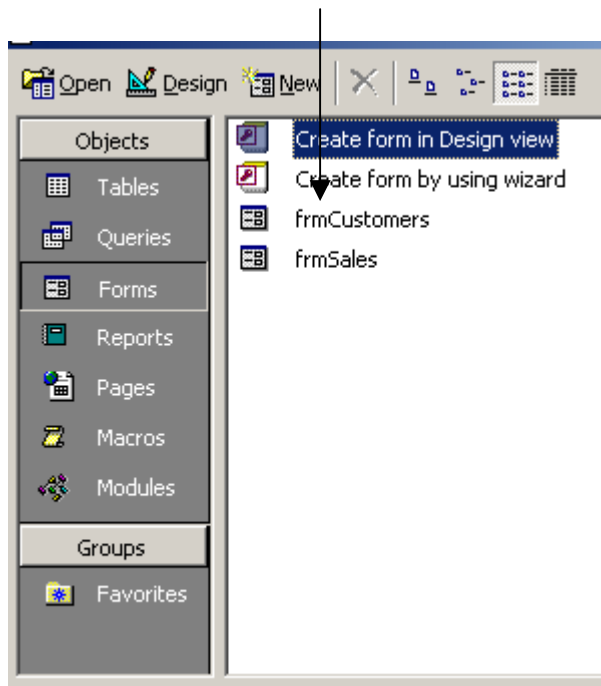 Open Design New
Objects
Tables
Queries
Forms
Reports
Pages
Macros
Modules
Groups
Favorites
Create form in Design view
Create form by using wizard
frmCustomers
frmSales